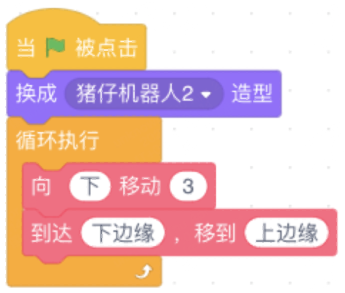 当 被点击
换成 猪仔机器人2 造型
循环执行
向 下 移动 3
到达 下边缘 , 移到 上边缘